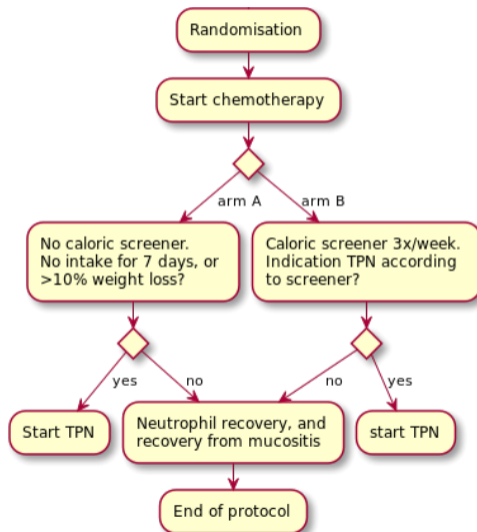 Randomisation
Start chemotherapy
arm A
arm B
No caloric screener.
No intake for 7 days, or
>10% weight loss?
Caloric screener 3x/week.
Indication TPN according
to screener?
yes
no
no
yes
Start TPN
Neutrophil recovery, and
recovery from mucositis
start TPN
End of protocol